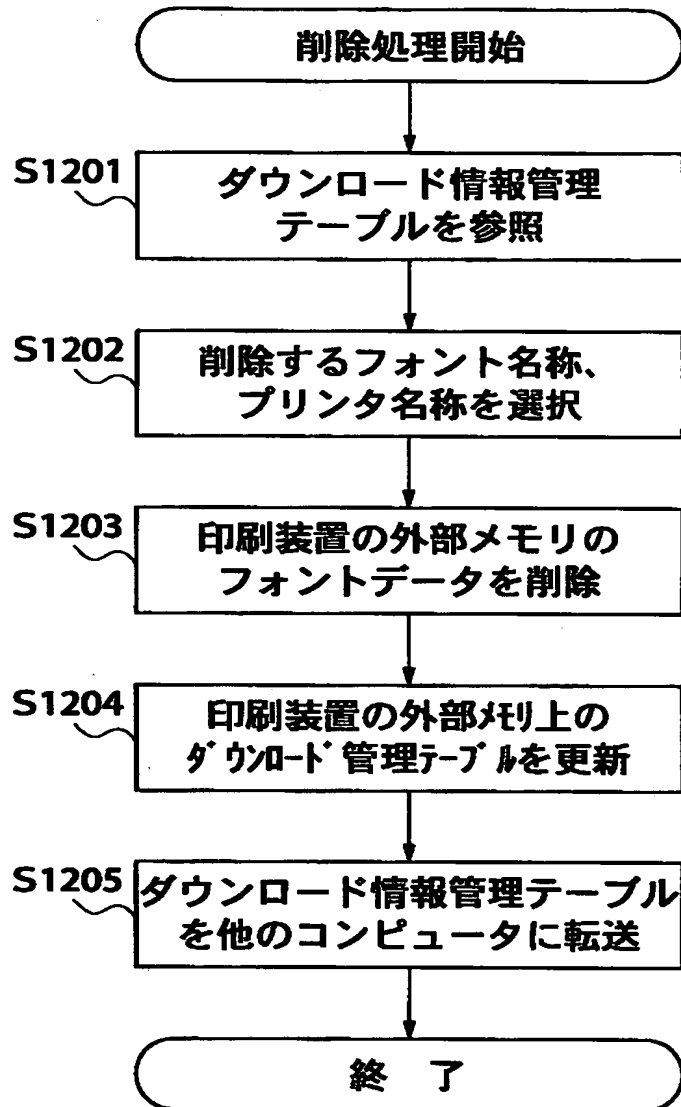 削除処理開始
S1201
ダウンロード情報管理
テーブルを参照
S1202
削除するフォント名称、
プリンタ名称を選択
S1203
印刷装置の外部メモリの
フォントデータを削除
S1204
印刷装置の外部ﾒﾓﾘ上の
ﾀﾞｳﾝﾛｰﾄﾞ管理ﾃｰﾌﾞﾙを更新
S1205
ダウンロード情報管理テーブル
を他のコンピュータに転送
終 了